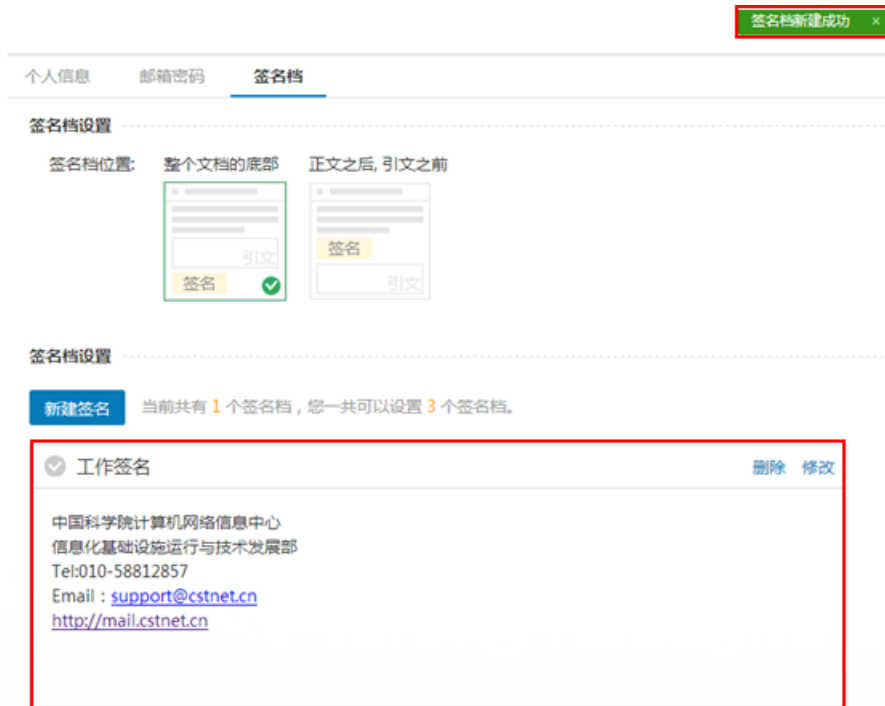 签名档新建成功 ×
个人信息 邮箱密码 签名档
签名档设置
签名档位置: 整个文档的底部 正文之后, 引文之前
引文
签名
签名
引文
签名档设置
新建签名 当前共有 1 个签名档，您一共可以设置 3 个签名档。
工作签名 删除 修改
中国科学院计算机网络信息中心
信息化基础设施运行与技术发展部
Tel:010-58812857
Email：support@cstnet.cn
http://mail.cstnet.cn